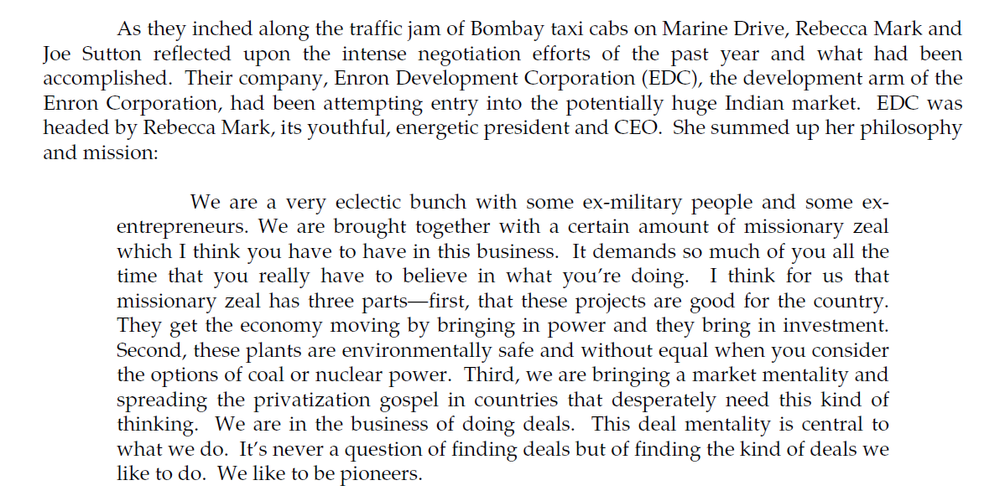 As they inched along the traffic jam of Bombay taxi cabs on Marine Drive, Rebecca Mark and
Joe Sutton reflected upon the intense negotiation efforts of the past year and what had been
accomplished.  Their company, Enron Development Corporation (EDC), the development arm of the
Enron Corporation, had been attempting entry into the potentially huge Indian market.  EDC was
headed by Rebecca Mark, its youthful, energetic president and CEO.  She summed up her philosophy
and mission:
We are a very eclectic bunch with some ex-military people and some ex-
entrepreneurs. We are brought together with a certain amount of missionary zeal
which I think you have to have in this business.  It demands so much of you all the
time that you really have to believe in what you’re doing.  I think for us that
missionary zeal has three parts—first, that these projects are good for the country.
They get the economy moving by bringing in power and they bring in investment.
Second, these plants are environmentally safe and without equal when you consider
the options of coal or nuclear power.  Third, we are bringing a market mentality and
spreading the privatization gospel in countries that desperately need this kind of
thinking.  We are in the business of doing deals.  This deal mentality is central to
what we do.  It’s never a question of finding deals but of finding the kind of deals we
like to do.  We like to be pioneers.